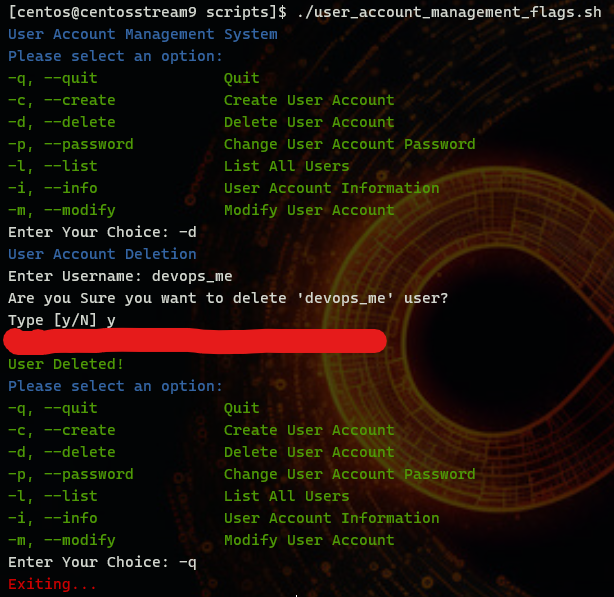 [centos@centosstream9 scripts]$ ./user_account_management_flags.sh
User Account Management System
Please select an option:
-q, --quit Quit
-c, --create Create User Account
-d, --delete Delete User Account
-p, --password Change User Account Password
-l, --list List All Users
-i, --info User Account Information
-m, --modify Modify User Account
Enter Your Choice: -d
User Account Deletion
Enter Username: devops_me
Are you Sure you want to delete 'devops_me' user?
Type [y/N] y
User Deleted!
Please select an option:
-q, --quit Quit
-c, --create Create User Account
-d, --delete Delete User Account
-p, --password Change User Account Password
-l, --list List All Users
-i, --info User Account Information
-m, --modify Modify User Account
Enter Your Choice: -q
Exiting...